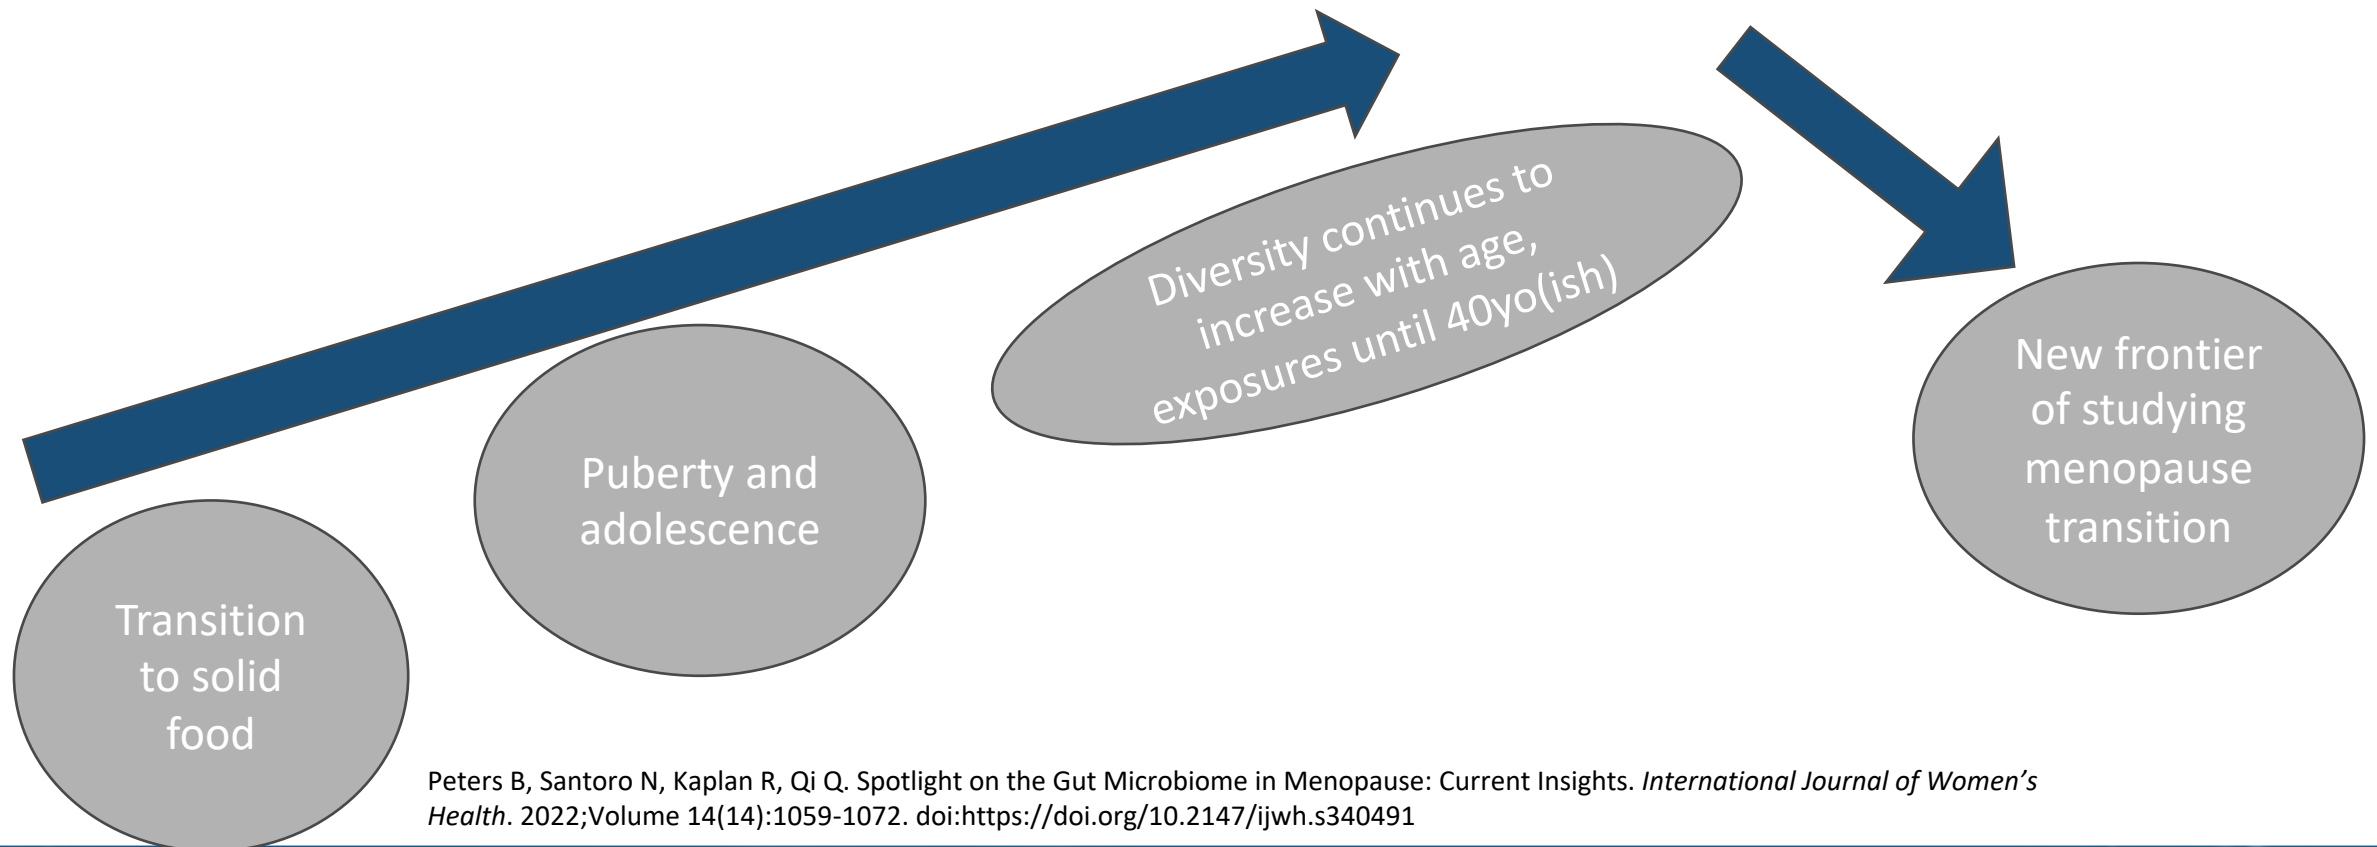 Transition
to solid
food
Puberty and
adolescence
Diversity continues to
increase with age,
exposures until 40yo(ish)
New frontier
of studying
menopause
transition
Peters B, Santoro N, Kaplan R, Qi Q. Spotlight on the Gut Microbiome in Menopause: Current Insights. International Journal of Women’s
Health. 2022;Volume 14(14):1059-1072. doi:https://doi.org/10.2147/ijwh.s340491